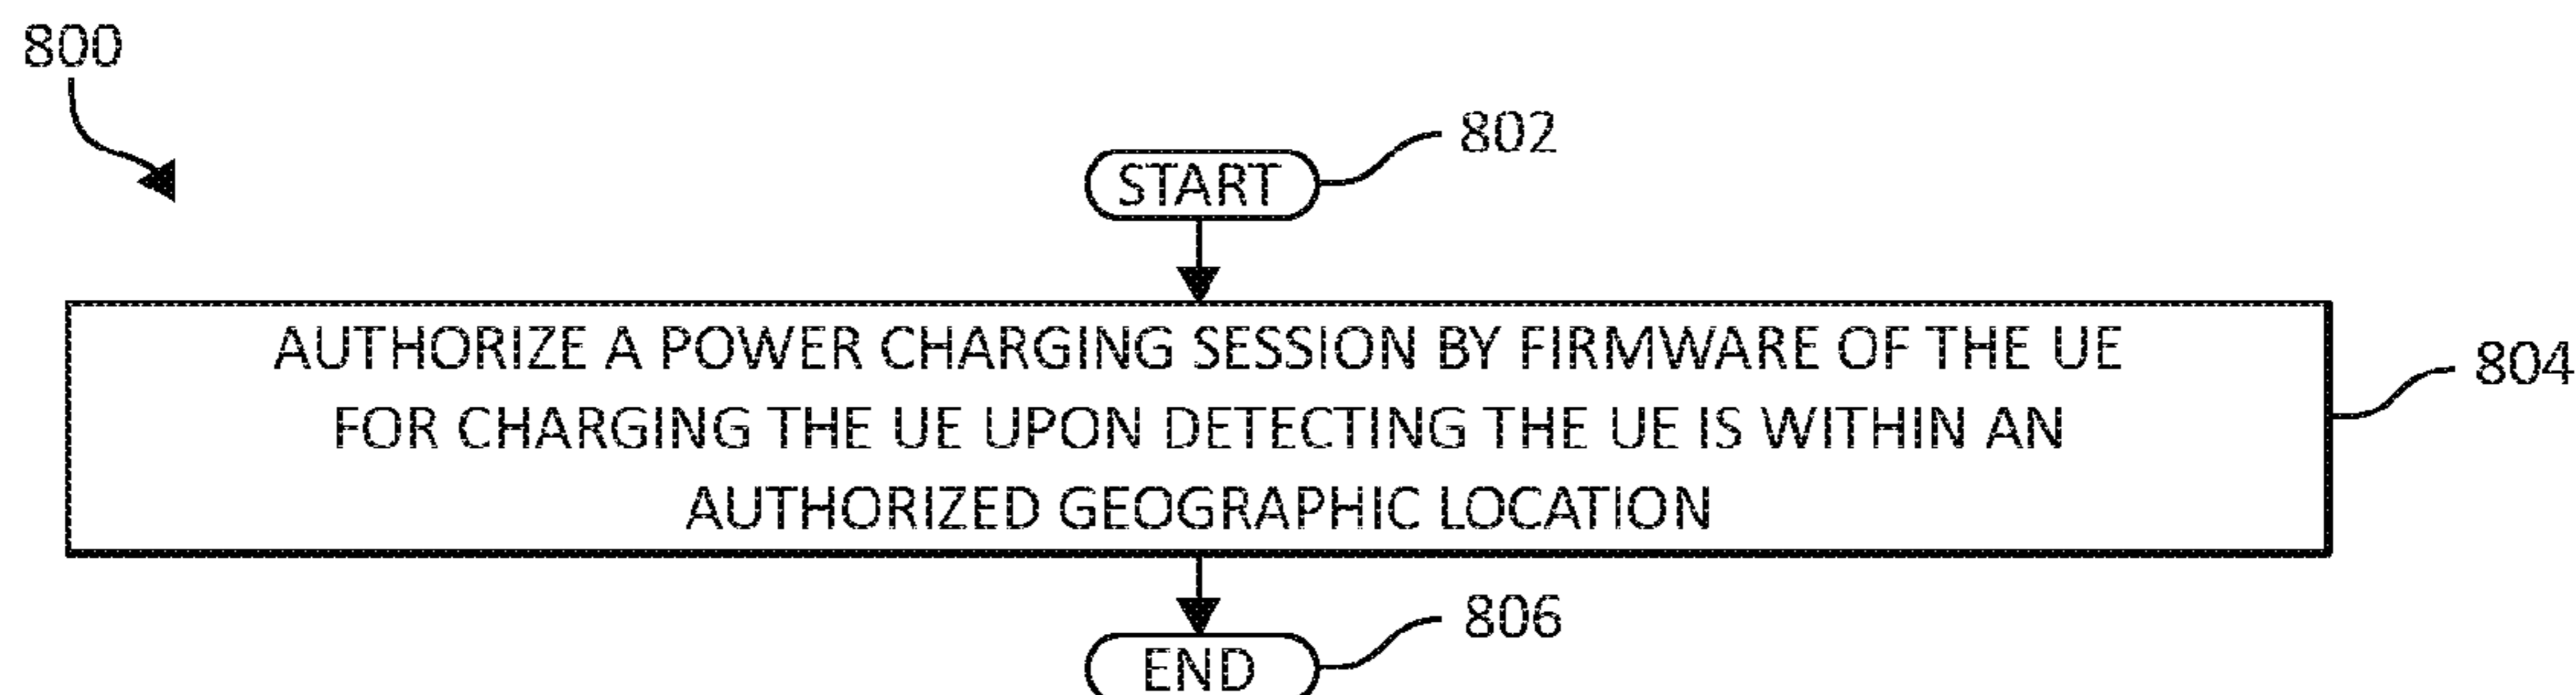 800
802
START
AUTHORIZE A POWER CHARGING SESSION BY FIRMWARE OF THE UE
FOR CHARGING THE UE UPON DETECTING THE UE IS WITHIN AN
AUTHORIZED GEOGRAPHIC LOCATION
804
806
END